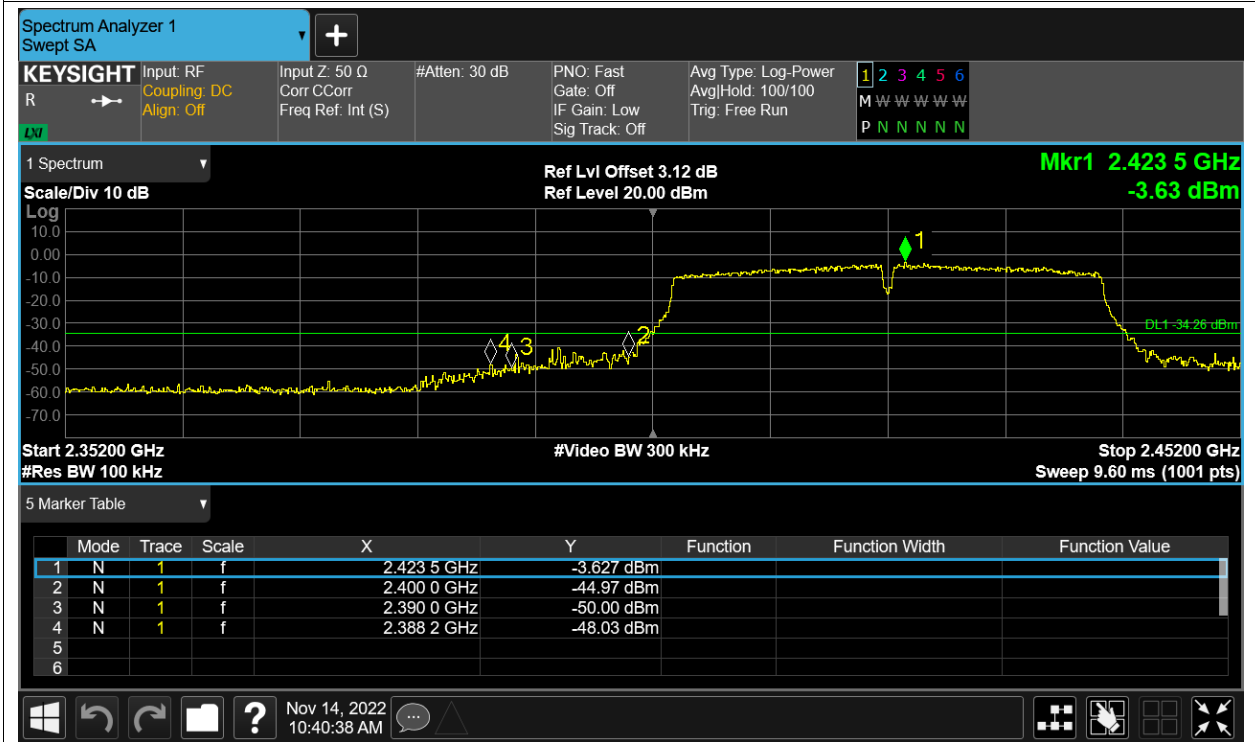 Spectrum Analyzer 1
Swept SA
+
KEYSIGHT Input: RF Input Z: 50 Ω #Atten: 30 dB PNO: Fast Avg Type: Log-Power 1 2 3 4 5 6
R Coupling: DC Corr CCorr Gate: Off Avg|Hold: 100/100 M W W W W W
Align: Off Freq Ref: Int (S) IF Gain: Low Trig: Free Run
LXI Sig Track: Off P N N N N N
1 Spectrum Ref Lvl Offset 3.12 dB Mkr1 2.423 5 GHz
Scale/Div 10 dB Ref Level 20.00 dBm -3.63 dBm
Log
10.0
1
0.00
-10.0
-20.0
-30.0
DL1 -34.26 dBm
2
-40.0
4 3
-50.0
-60.0
-70.0
Start 2.35200 GHz #Video BW 300 kHz Stop 2.45200 GHz
#Res BW 100 kHz Sweep 9.60 ms (1001 pts)
5 Marker Table
Mode Trace Scale X Y Function Function Width Function Value
1 N 1 f 2.423 5 GHz -3.627 dBm
2 N 1 f 2.400 0 GHz -44.97 dBm
3 N 1 f 2.390 0 GHz -50.00 dBm
4 N 1 f 2.388 2 GHz -48.03 dBm
5
6
? Nov 14, 2022
10:40:38 AM